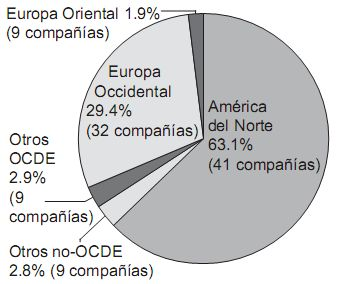 Europa Oriental 1.9%
(9 compañías)
Europa
Occidental
29.4%
(32 compañías)
América
del Norte
63.1%
(41 compañías)
Otros
OCDE
2.9%
(9
compañías)
Otros no-OCDE
2.8% (9 compañías)